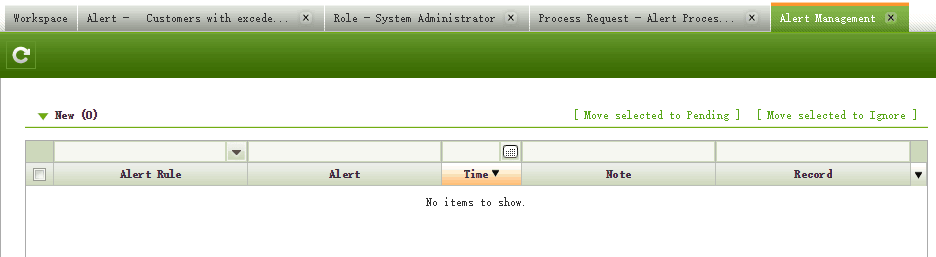 Workspace
Alert - Customers with excede...
Role - System Administrator
Process Request - Alert Proces...
Alert Management
New (0)
[ Move selected to Pending ] [ Move selected to Ignore ]
Alert Rule Alert Time Note Record
No items to show.